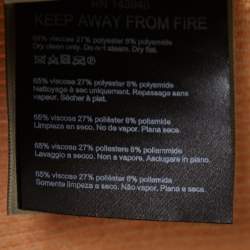 RN 143940
KEEP AWAY FROM FIRE
65% viscose 27% polyester 8% polyamide
Dry clean only. Do not steam. Dry flat.
65% viscose 27% polyester 8% polyamide
Nettoyage à sec uniquement. Repassage sans
vapeur. Sécher à plat.
65% viscosa 27% poliéster 8% poliamida
Limpieza en seco. No de vapor. Plana seca.
65% viscosa 27% poliestere 8% poliammide
Lavaggio a secco. Non a vapore. Asciugare in piano.
65% viscose 27% poliéster 8% poliamida
Somente limpeza a seco. Não vapor. Plana e seca.